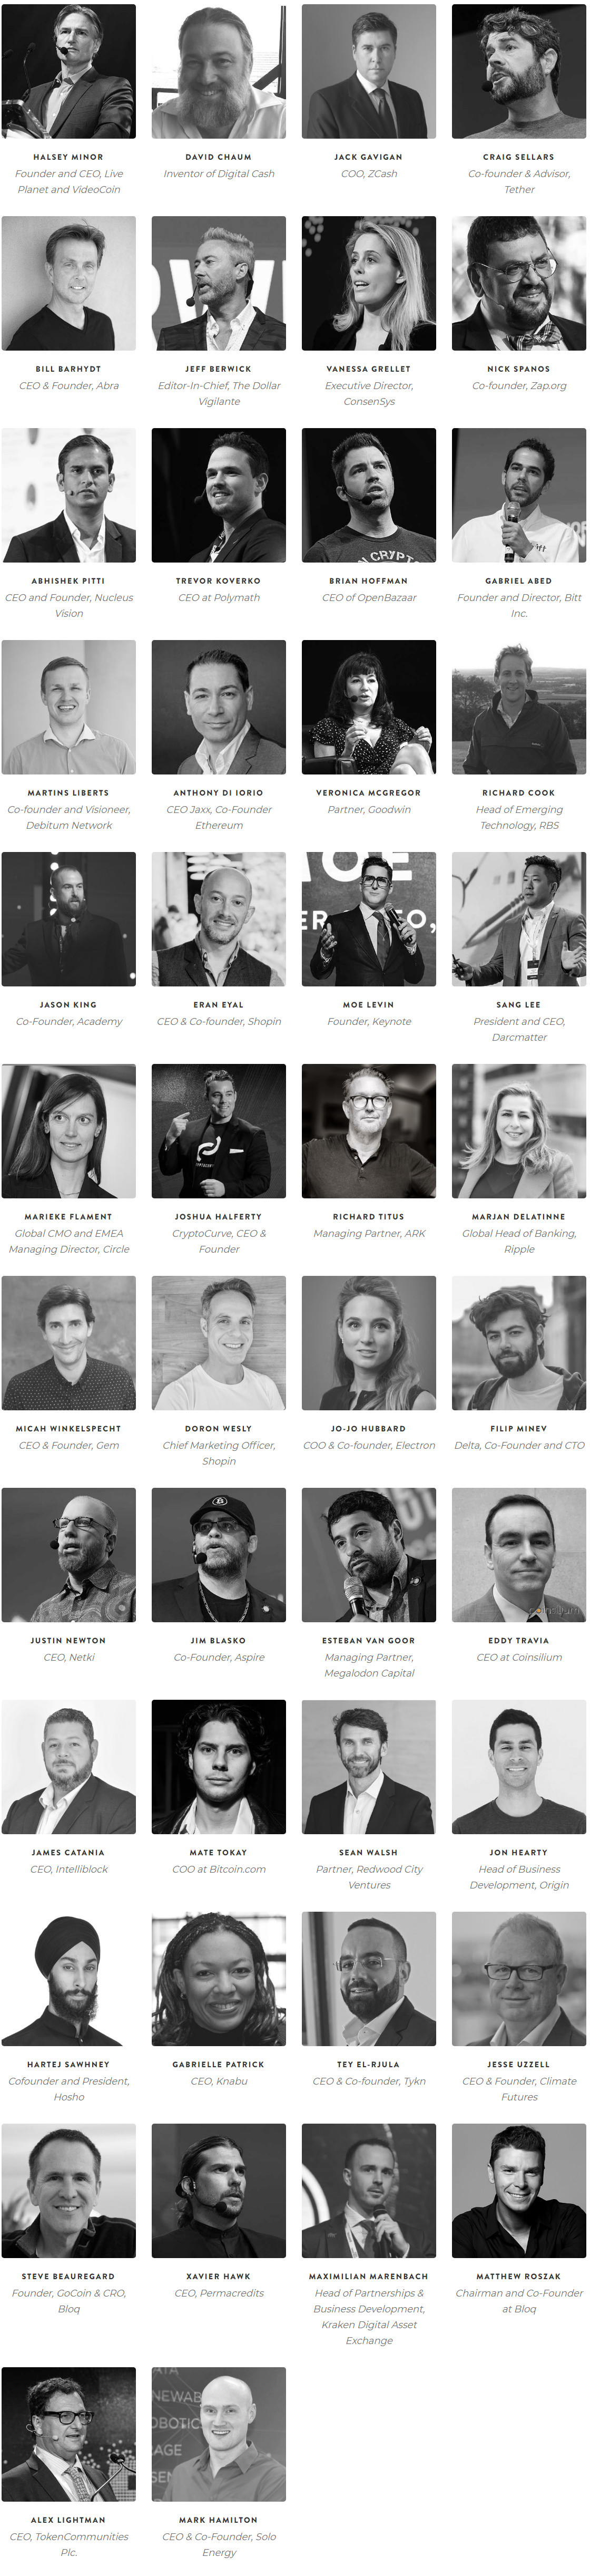 HALSEY MINOR
Founder and CEO, Live
Planet and VideoCoin
DAVID CHAUM
Inventor of Digital Cash
JACK GAVIGAN
COO, ZCash
CRAIG SELLARS
Co-founder & Advisor,
Tether
BILL BARHYDT
CEO & Founder, Abra
JEFF BERWICK
Editor-In-Chief, The Dollar
Vigilante
VANESSA GRELLET
Executive Director,
ConsenSys
NICK SPANOS
Co-founder, Zap.org
ABHISHEK PITTI
CEO and Founder, Nucleus
Vision
TREVOR KOVERKO
CEO at Polymath
BRIAN HOFFMAN
CEO of OpenBazaar
GABRIEL ABED
Founder and Director, Bitt
Inc.
MARTINS LIBERTS
Co-founder and Visioneer,
Debitum Network
ANTHONY DI IORIO
CEO Jaxx, Co-Founder
Ethereum
VERONICA MCGREGOR
Partner, Goodwin
RICHARD COOK
Head of Emerging
Technology, RBS
JASON KING
Co-Founder, Academy
ERAN EYAL
CEO & Co-founder, Shopin
MOE LEVIN
Founder, Keynote
SANG LEE
President and CEO,
Darcmatter
MARIEKE FLAMENT
Global CMO and EMEA
Managing Director, Circle
JOSHUA HALFERTY
CryptoCurve, CEO &
Founder
RICHARD TITUS
Managing Partner, ARK
MARJAN DELATINNE
Global Head of Banking,
Ripple
MICAH WINKELSPECHT
CEO & Founder, Gem
DORON WESLY
Chief Marketing Officer,
Shopin
JO-JO HUBBARD
COO & Co-founder, Electron
FILIP MINEV
Delta, Co-Founder and CTO
JUSTIN NEWTON
CEO, Netki
JIM BLASKO
Co-Founder, Aspire
ESTEBAN VAN GOOR
Managing Partner,
Megalodon Capital
coinsilium
EDDY TRAVIA
CEO at Coinsilium
JAMES CATANIA
CEO, Intelliblock
MATE TOKAY
COO at Bitcoin.com
SEAN WALSH
Partner, Redwood City
Ventures
JON HEARTY
Head of Business
Development, Origin
HARTEJ SAWHNEY
Cofounder and President,
Hosho
GABRIELLE PATRICK
CEO, Knabu
TEY EL-RJULA
CEO & Co-founder, Tykn
JESSE UZZELL
CEO & Founder, Climate
Futures
STEVE BEAUREGARD
Founder, GoCoin & CRO,
Bloq
XAVIER HAWK
CEO, Permacredits
MAXIMILIAN MARENBACH
Head of Partnerships &
Business Development,
Kraken Digital Asset
Exchange
MATTHEW ROSZAK
Chairman and Co-Founder
at Bloq
ALEX LIGHTMAN
CEO, TokenCommunities
Plc.
MARK HAMILTON
CEO & Co-Founder, Solo
Energy